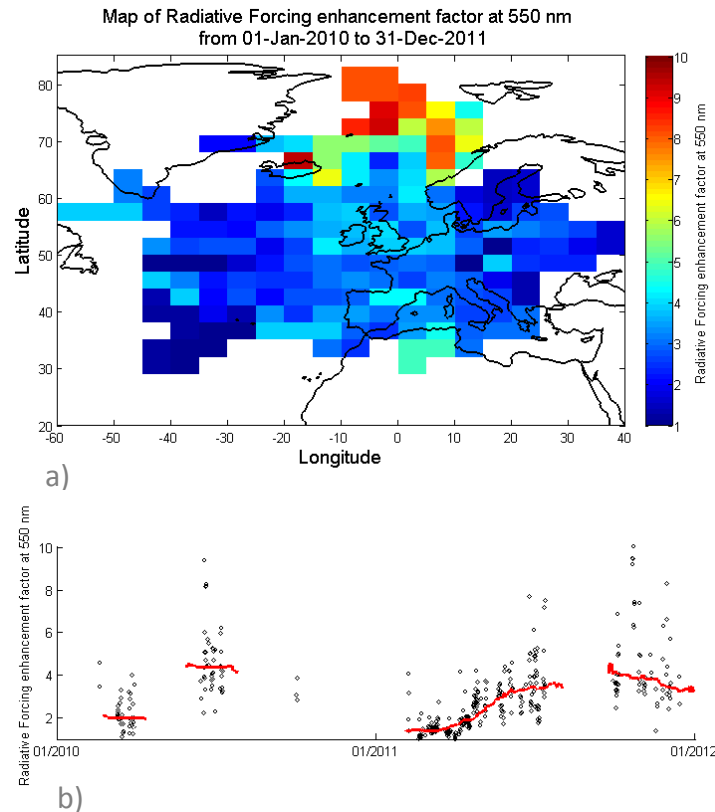 Map of Radiative Forcing enhancement factor at 550 nm
from 01-Jan-2010 to 31-Dec-2011
80
70
60
50
40
30
20
Latitude
-60 -50 -40 -30 -20 -10 0 10 20 30 40
Longitude
10
9
8
7
6
5
4
3
2
1
Radiative Forcing enhancement factor at 550 nm
a)
Radiative Forcing enhancement factor at 550 nm
10
8
6
4
2
01/2010 01/2011 01/2012
b)